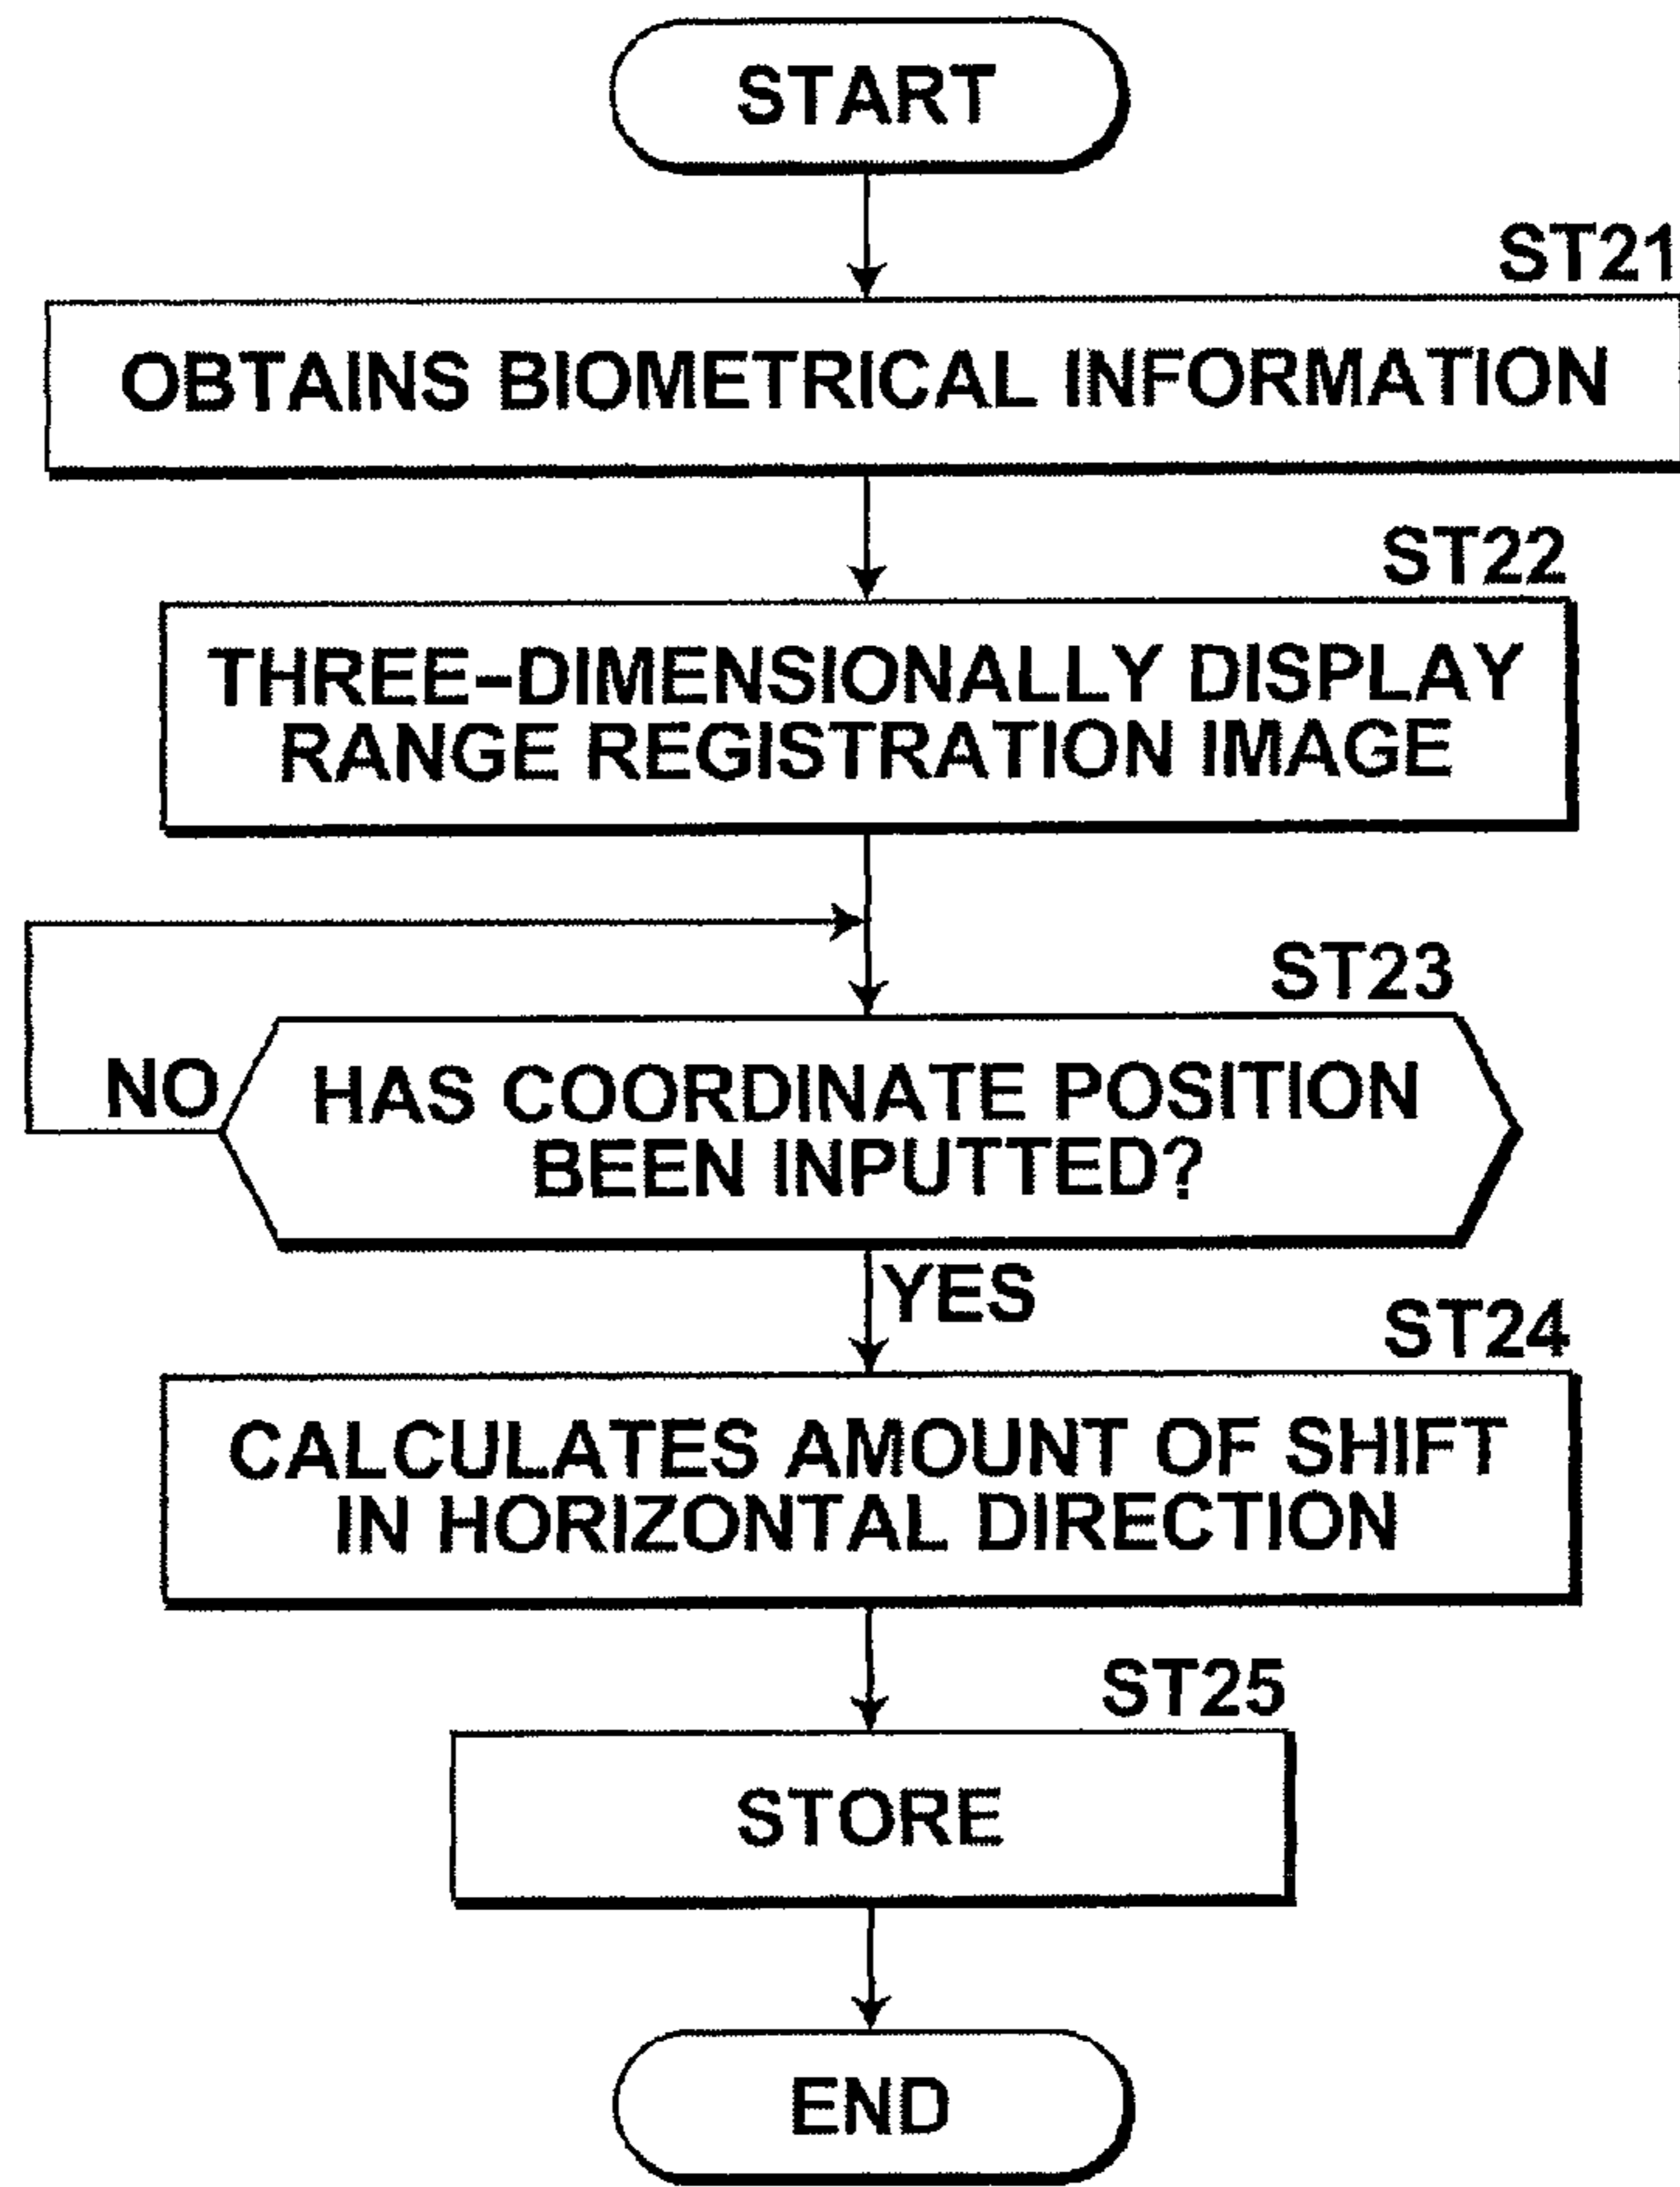 START
ST21
OBTAINS BIOMETRICAL INFORMATION
ST22
THREE-DIMENSIONALLY DISPLAY
RANGE REGISTRATION IMAGE
ST23
NO
HAS COORDINATE POSITION
BEEN INPUTTED?
YES
ST24
CALCULATES AMOUNT OF SHIFT
IN HORIZONTAL DIRECTION
ST25
STORE
END